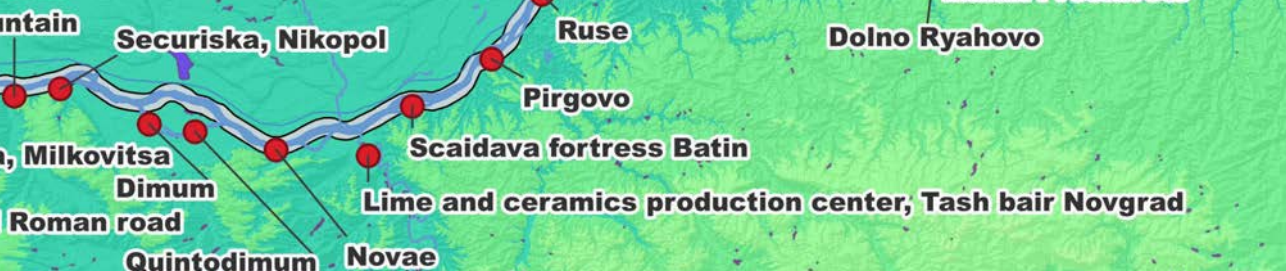 untain
Ruse
Securiska, Nikopol
Dolno Ryahovo
Pirgovo
Scaidava fortress Batin
, Milkovitsa
Dimum
Lime and ceramics production center, Tash bair Novgrad
Roman road
Novae
Quintodimum